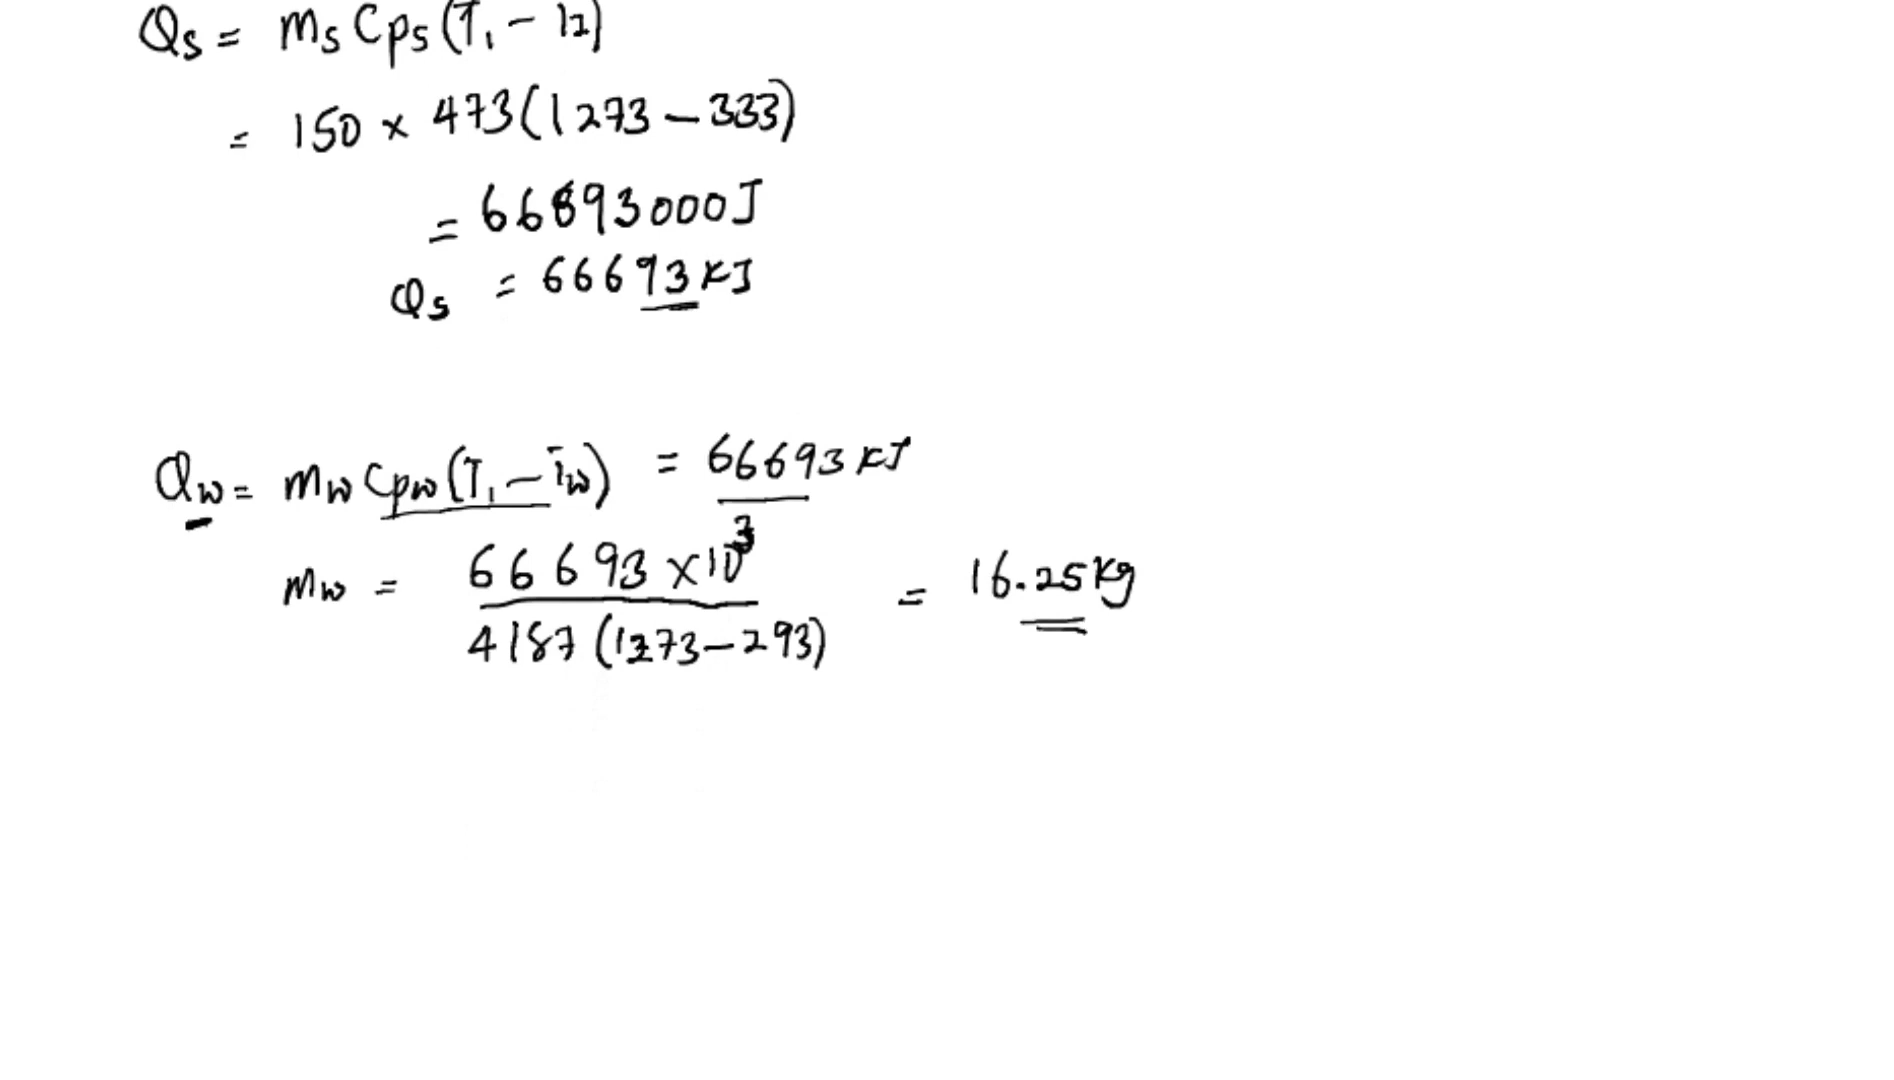 Qs = ms Cps (T1 - T2)
= 150 × 473(1273 - 333)
= 66693000J
Qs = 66693 KJ
Qw = mw Cpw (T1 - Tw) = 66693 KJ
mw = 66693 × 10³ / 4187 (1273 - 293) = 16.25 Kg